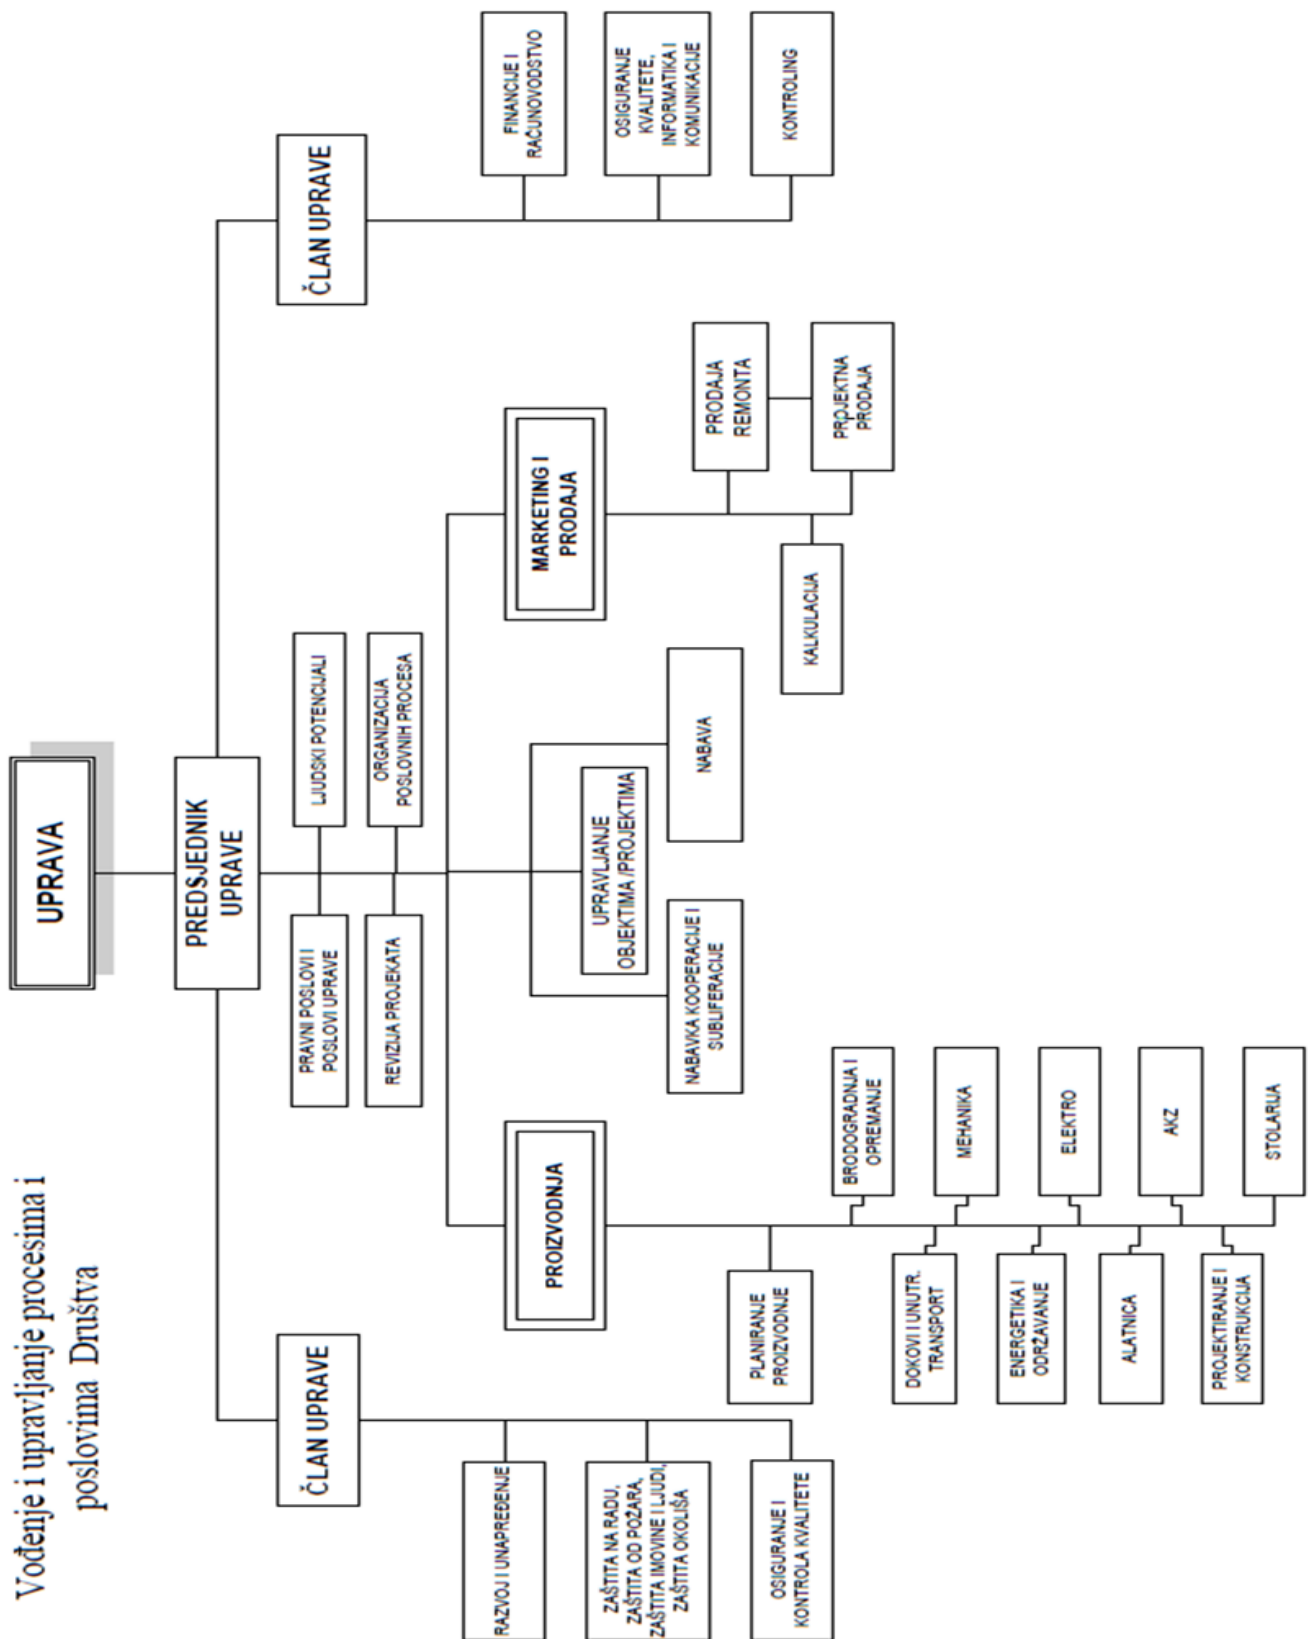 Vođenje i upravljanje procesima i
poslovima Društva
UPRAVA
PREDSJEDNIK
UPRAVE
ČLAN UPRAVE
ČLAN UPRAVE
PRAVNI POSLOVI I
POSLOVI UPRAVE
LJUDSKI POTENCIJALI
REVIZIJA PROJEKATA
ORGANIZACIJA
POSLOVNIH PROCESA
RAZVOJ I UNAPREĐENJE
ZAŠTITA NA RADU,
ZAŠTITA OD POŽARA,
ZAŠTITA IMOVINE I LJUDI,
ZAŠTITA OKOLIŠA
OSIGURANJE I
KONTROLA KVALITETE
PROIZVODNJA
MARKETING I
PRODAJA
FINANCIJE I
RAČUNOVODSTVO
OSIGURANJE
KVALITETE,
INFORMATIKA I
KOMUNIKACIJE
KONTROLING
UPRAVLJANJE
OBJEKTIMA /PROJEKTIMA
NABAVKA KOOPERACIJE I
SUBLIFERACIJE
NABAVA
PRODAJA
REMONTA
KALKULACIJA
PROJEKTNA
PRODAJA
PLANIRANJE
PROIZVODNJE
BRODOGRADNJA I
OPREMANJE
DOKOVI I UNUTR.
TRANSPORT
MEHANIKA
ENERGETIKA I
ODRŽAVANJE
ELEKTRO
ALATNICA
AKZ
PROJEKTIRANJE I
KONSTRUKCIJA
STOLARIJA